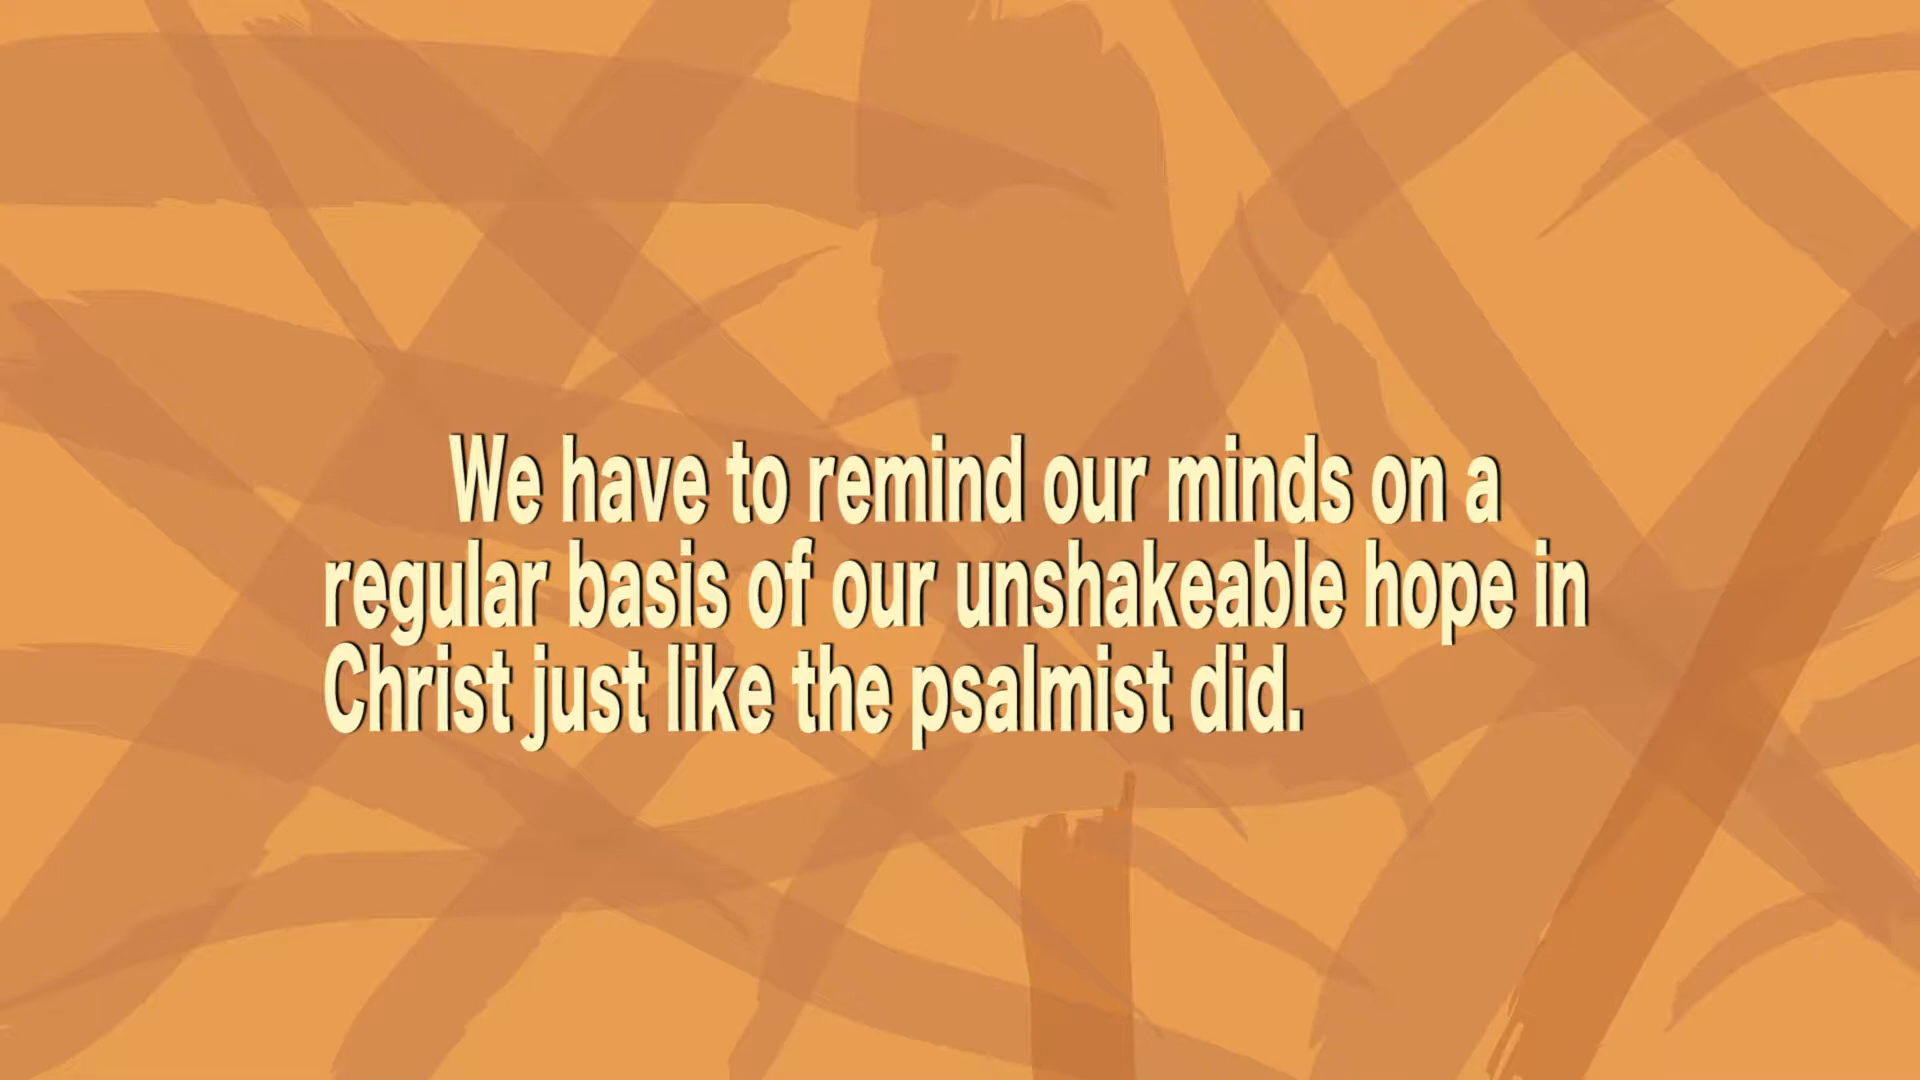 We have to remind our minds on a
regular basis of our unshakeable hope in
Christ just like the psalmist did.